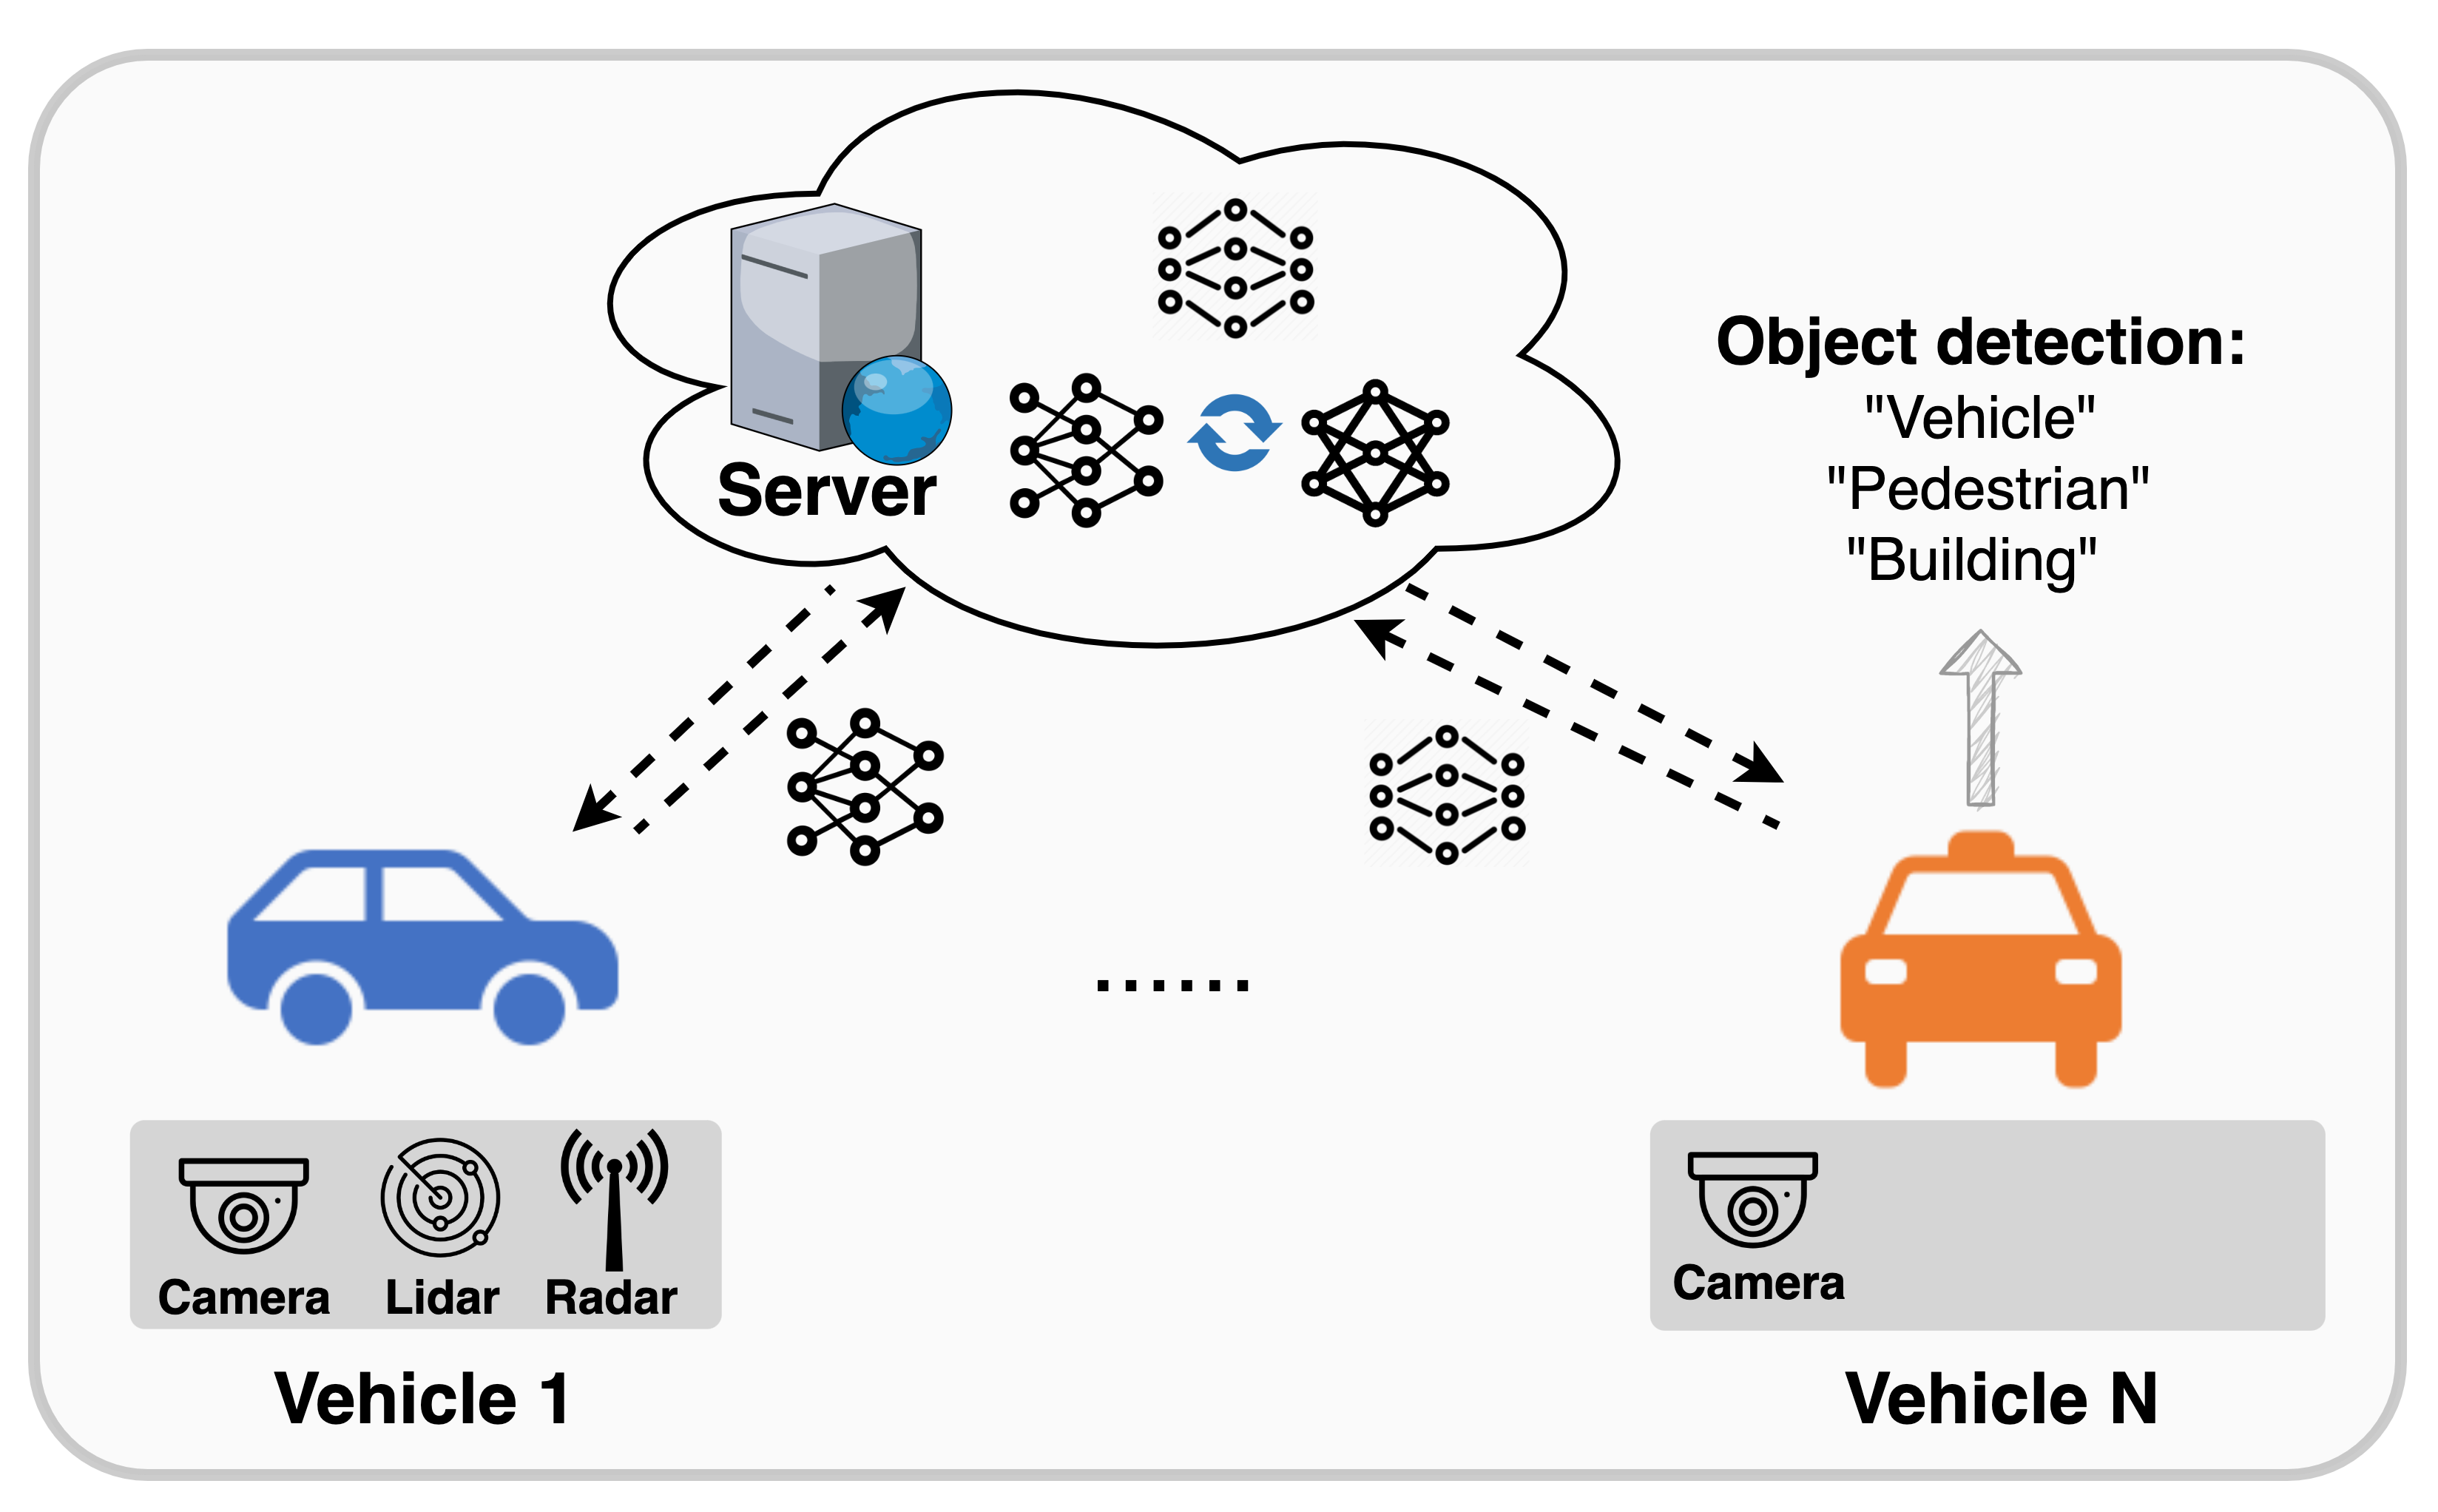 Server
Object detection:
"Vehicle"
"Pedestrian"
"Building"
......
Camera Lidar Radar
Camera
Vehicle 1
Vehicle N